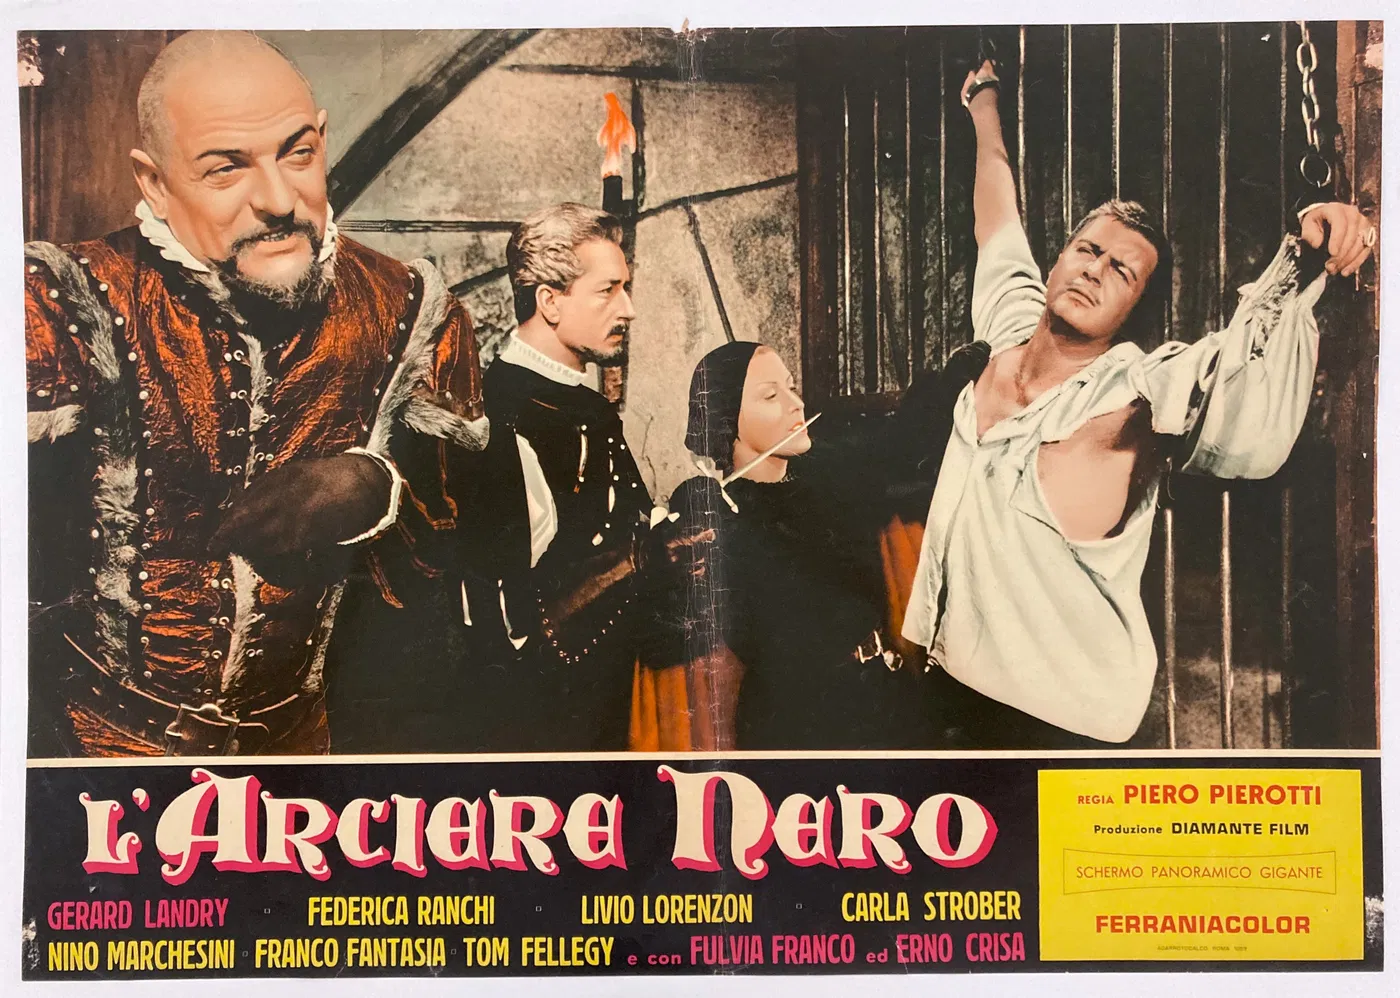 L'ARCIERE NERO
GERARD LANDRY FEDERICA RANCHI LIVIO LORENZON CARLA STROBER
NINO MARCHESINI FRANCO FANTASIA TOM FELLEGY e con FULVIA FRANCO ed ERNO CRISA
REGIA PIERO PIEROTTI
Produzione DIAMANTE FILM
SCHERMO PANORAMICO GIGANTE
FERRANIACOLOR